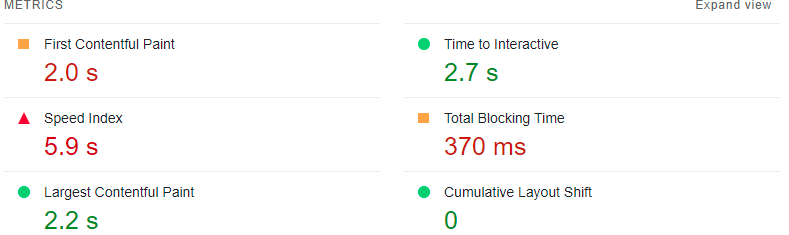 METRICS
Expand view
First Contentful Paint
2.0 s
Time to Interactive
2.7 s
Speed Index
5.9 s
Total Blocking Time
370 ms
Largest Contentful Paint
2.2 s
Cumulative Layout Shift
0